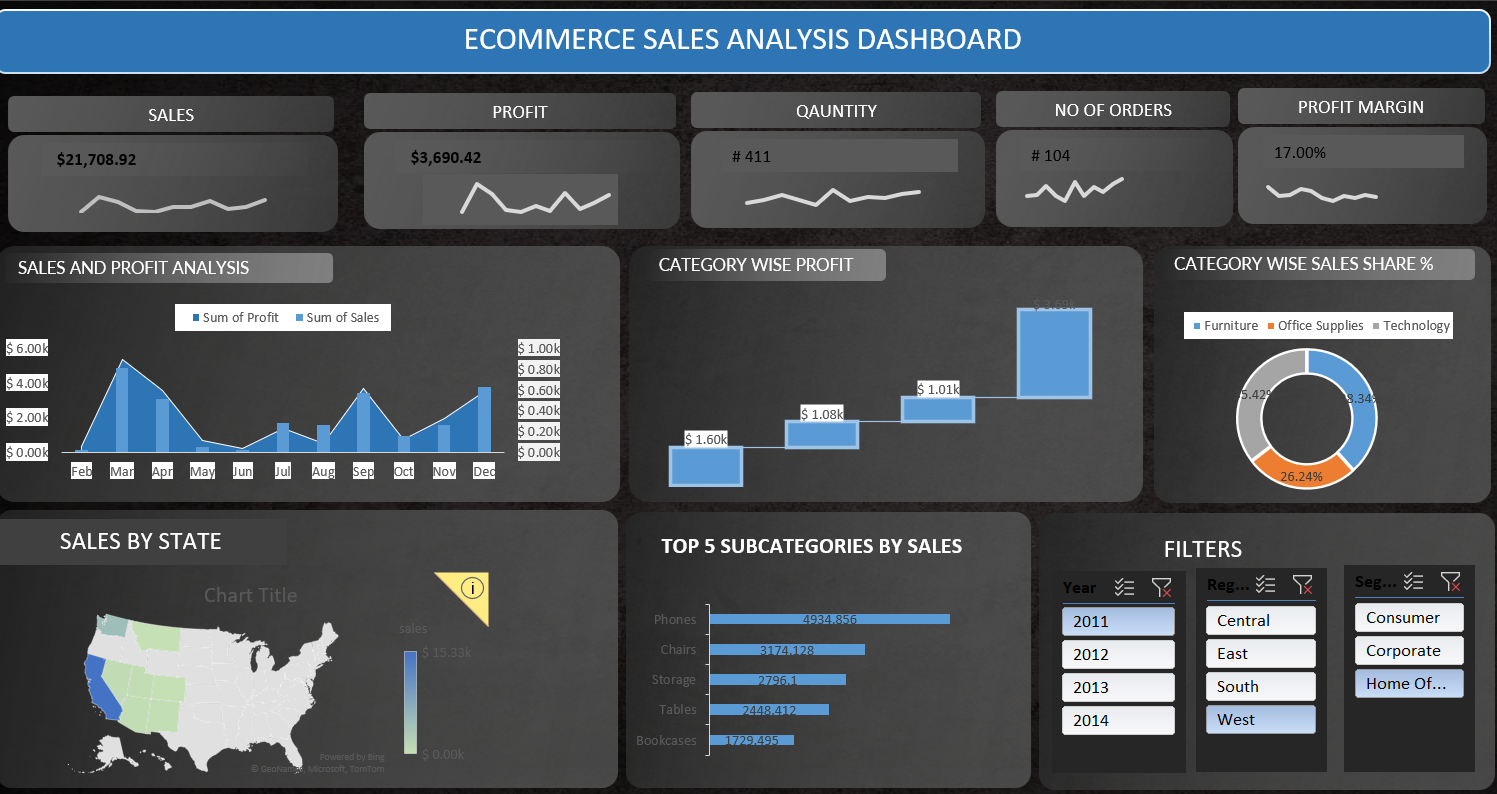 ECOMMERCE SALES ANALYSIS DASHBOARD
SALES
PROFIT
QAUNTITY
NO OF ORDERS
PROFIT MARGIN
$21,708.92
$3,690.42
# 411
# 104
17.00%
SALES AND PROFIT ANALYSIS
Sum of Profit Sum of Sales
$ 6.00k
$ 4.00k
$ 2.00k
$ 0.00k
$ 1.00k
$ 0.80k
$ 0.60k
$ 0.40k
$ 0.20k
$ 0.00k
Feb Mar Apr May Jun Jul Aug Sep Oct Nov Dec
CATEGORY WISE PROFIT
$ 1.60k
$ 1.08k
$ 1.01k
$ 3.69k
CATEGORY WISE SALES SHARE %
Furniture Office Supplies Technology
5.42%
8.34%
26.24%
SALES BY STATE
Chart Title
sales
$ 15.33k
$ 0.00k
Powered by Bing
© GeoNames, Microsoft, TomTom
TOP 5 SUBCATEGORIES BY SALES
Phones 4934.856
Chairs 3174.128
Storage 2796.1
Tables 2448.412
Bookcases 1729.495
FILTERS
Year
2011
2012
2013
2014
Reg...
Central
East
South
West
Seg...
Consumer
Corporate
Home Of...